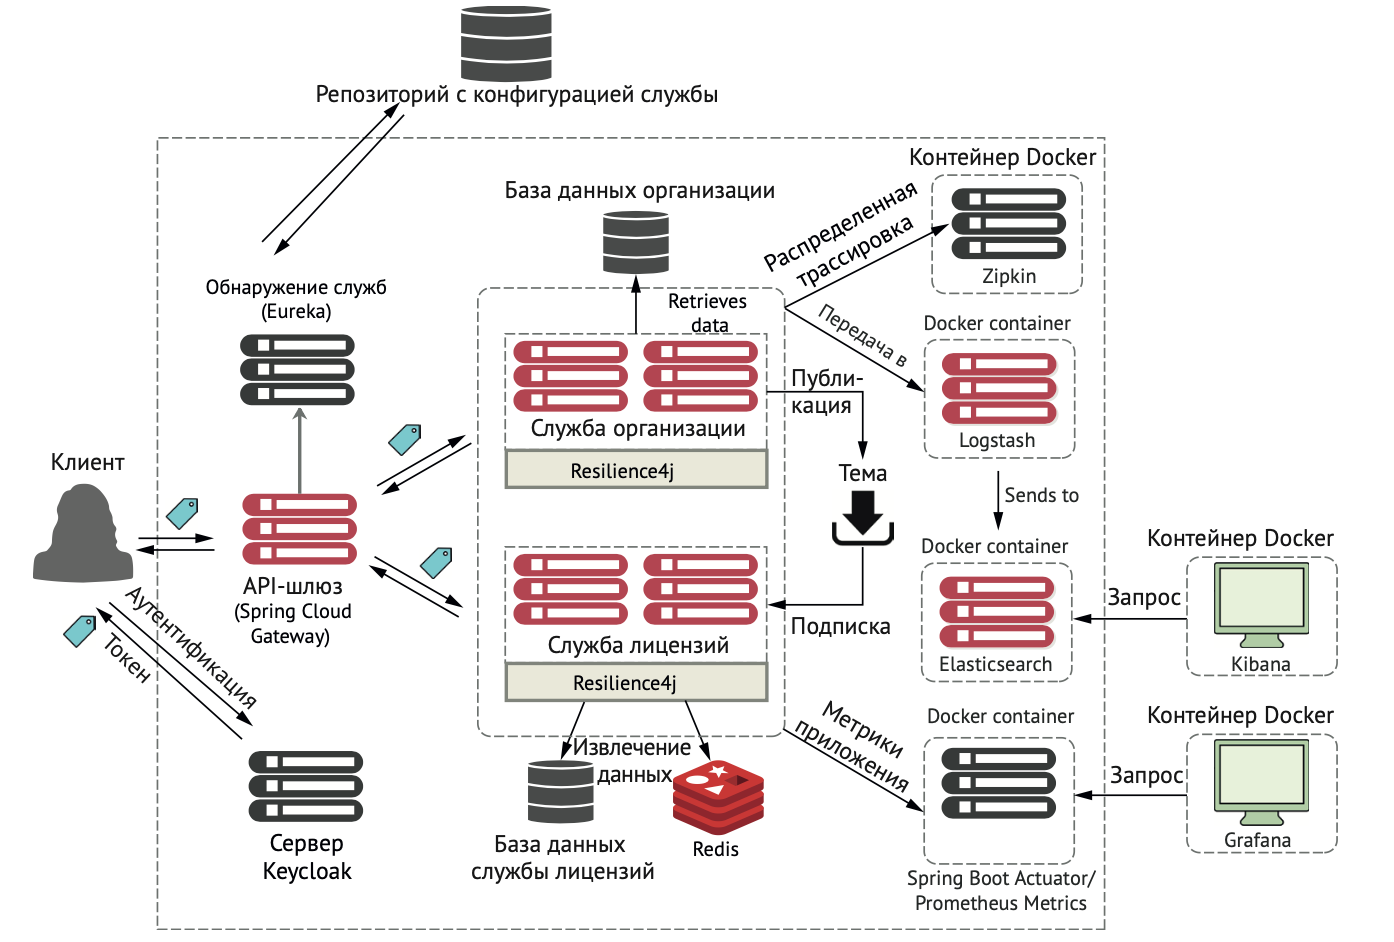 Репозиторий с конфигурацией службы
Контейнер Docker
База данных организации
Распределенная
трассировка
Zipkin
Обнаружение служб
(Eureka)
Retrieves
data
Передача в
Docker container
Logstash
Публи-
кация
Служба организации
Resilience4j
Тема
Sends to
Клиент
API-шлюз
(Spring Cloud
Gateway)
Docker container
Elasticsearch
Контейнер Docker
Запрос
Kibana
Подписка
Служба лицензий
Resilience4j
Аутентификация
Токен
Сервер
Keycloak
Извлечение
данных
База данных
службы лицензий
Redis
Метрики
приложения
Docker container
Spring Boot Actuator/
Prometheus Metrics
Контейнер Docker
Запрос
Grafana